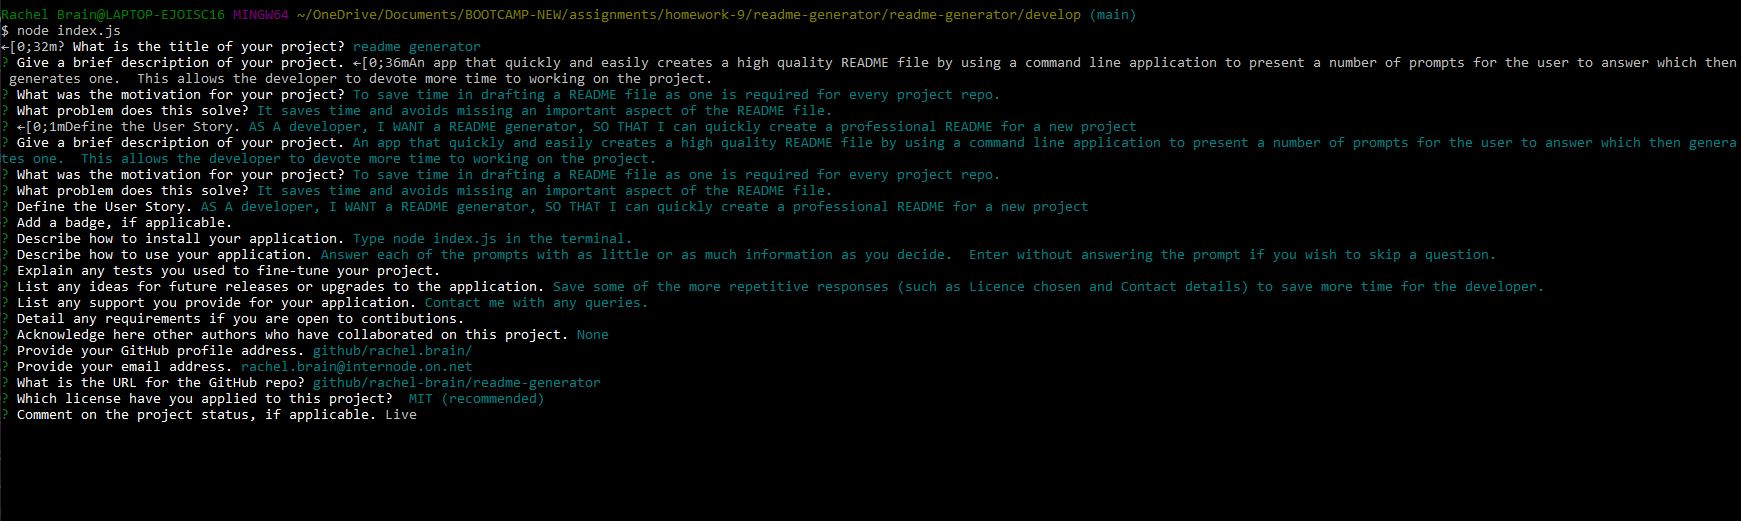 Rachel Brain@LAPTOP-EJOISC16 MINGW64 ~/OneDrive/Documents/BOOTCAMP-NEW/assignments/homework-9/readme-generator/readme-generator/develop (main)
$ node index.js
←[0;32m? What is the title of your project? readme generator
? Give a brief description of your project. ←[0;36mAn app that quickly and easily creates a high quality README file by using a command line application to present a number of prompts for the user to answer which then
 generates one.  This allows the developer to devote more time to working on the project.
? What was the motivation for your project? To save time in drafting a README file as one is required for every project repo.
? What problem does this solve? It saves time and avoids missing an important aspect of the README file.
? ←[0;1mDefine the User Story. AS A developer, I WANT a README generator, SO THAT I can quickly create a professional README for a new project
? Give a brief description of your project. An app that quickly and easily creates a high quality README file by using a command line application to present a number of prompts for the user to answer which then genera
tes one.  This allows the developer to devote more time to working on the project.
? What was the motivation for your project? To save time in drafting a README file as one is required for every project repo.
? What problem does this solve? It saves time and avoids missing an important aspect of the README file.
? Define the User Story. AS A developer, I WANT a README generator, SO THAT I can quickly create a professional README for a new project
? Add a badge, if applicable.
? Describe how to install your application. Type node index.js in the terminal.
? Describe how to use your application. Answer each of the prompts with as little or as much information as you decide.  Enter without answering the prompt if you wish to skip a question.
? Explain any tests you used to fine-tune your project.
? List any ideas for future releases or upgrades to the application. Save some of the more repetitive responses (such as Licence chosen and Contact details) to save more time for the developer.
? List any support you provide for your application. Contact me with any queries.
? Detail any requirements if you are open to contibutions.
? Acknowledge here other authors who have collaborated on this project. None
? Provide your GitHub profile address. github/rachel.brain/
? Provide your email address. rachel.brain@internode.on.net
? What is the URL for the GitHub repo? github/rachel-brain/readme-generator
? Which license have you applied to this project?  MIT (recommended)
? Comment on the project status, if applicable. Live